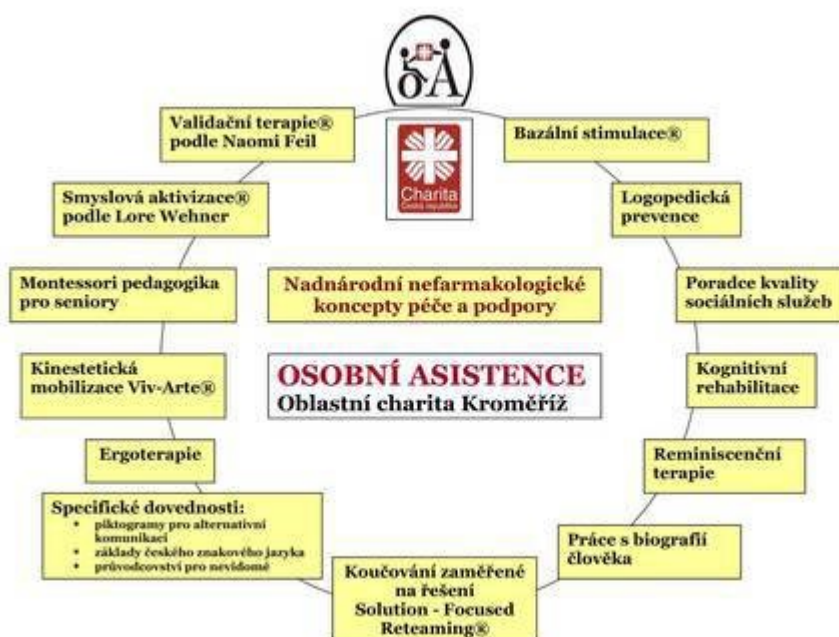 oA
Charita
Česká republika
Validační terapie®
podle Naomi Feil
Bazální stimulace®
Smyslová aktivizace®
podle Lore Wehner
Logopedická
prevence
Montessori pedagogika
pro seniory
Nadnárodní nefarmakologické
koncepty péče a podpory
Poradce kvality
sociálních služeb
Kinestetická
mobilizace Viv-Arte®
OSOBNÍ ASISTENCE
Oblastní charita Kroměříž
Kognitivní
rehabilitace
Ergoterapie
Reminiscenční
terapie
Specifické dovednosti:
• piktogramy pro alternativní
komunikaci
• základy českého znakového jazyka
• průvodcovství pro nevidomé
Práce s biografií
člověka
Koučování zaměřené
na řešení
Solution - Focused
Reteaming®